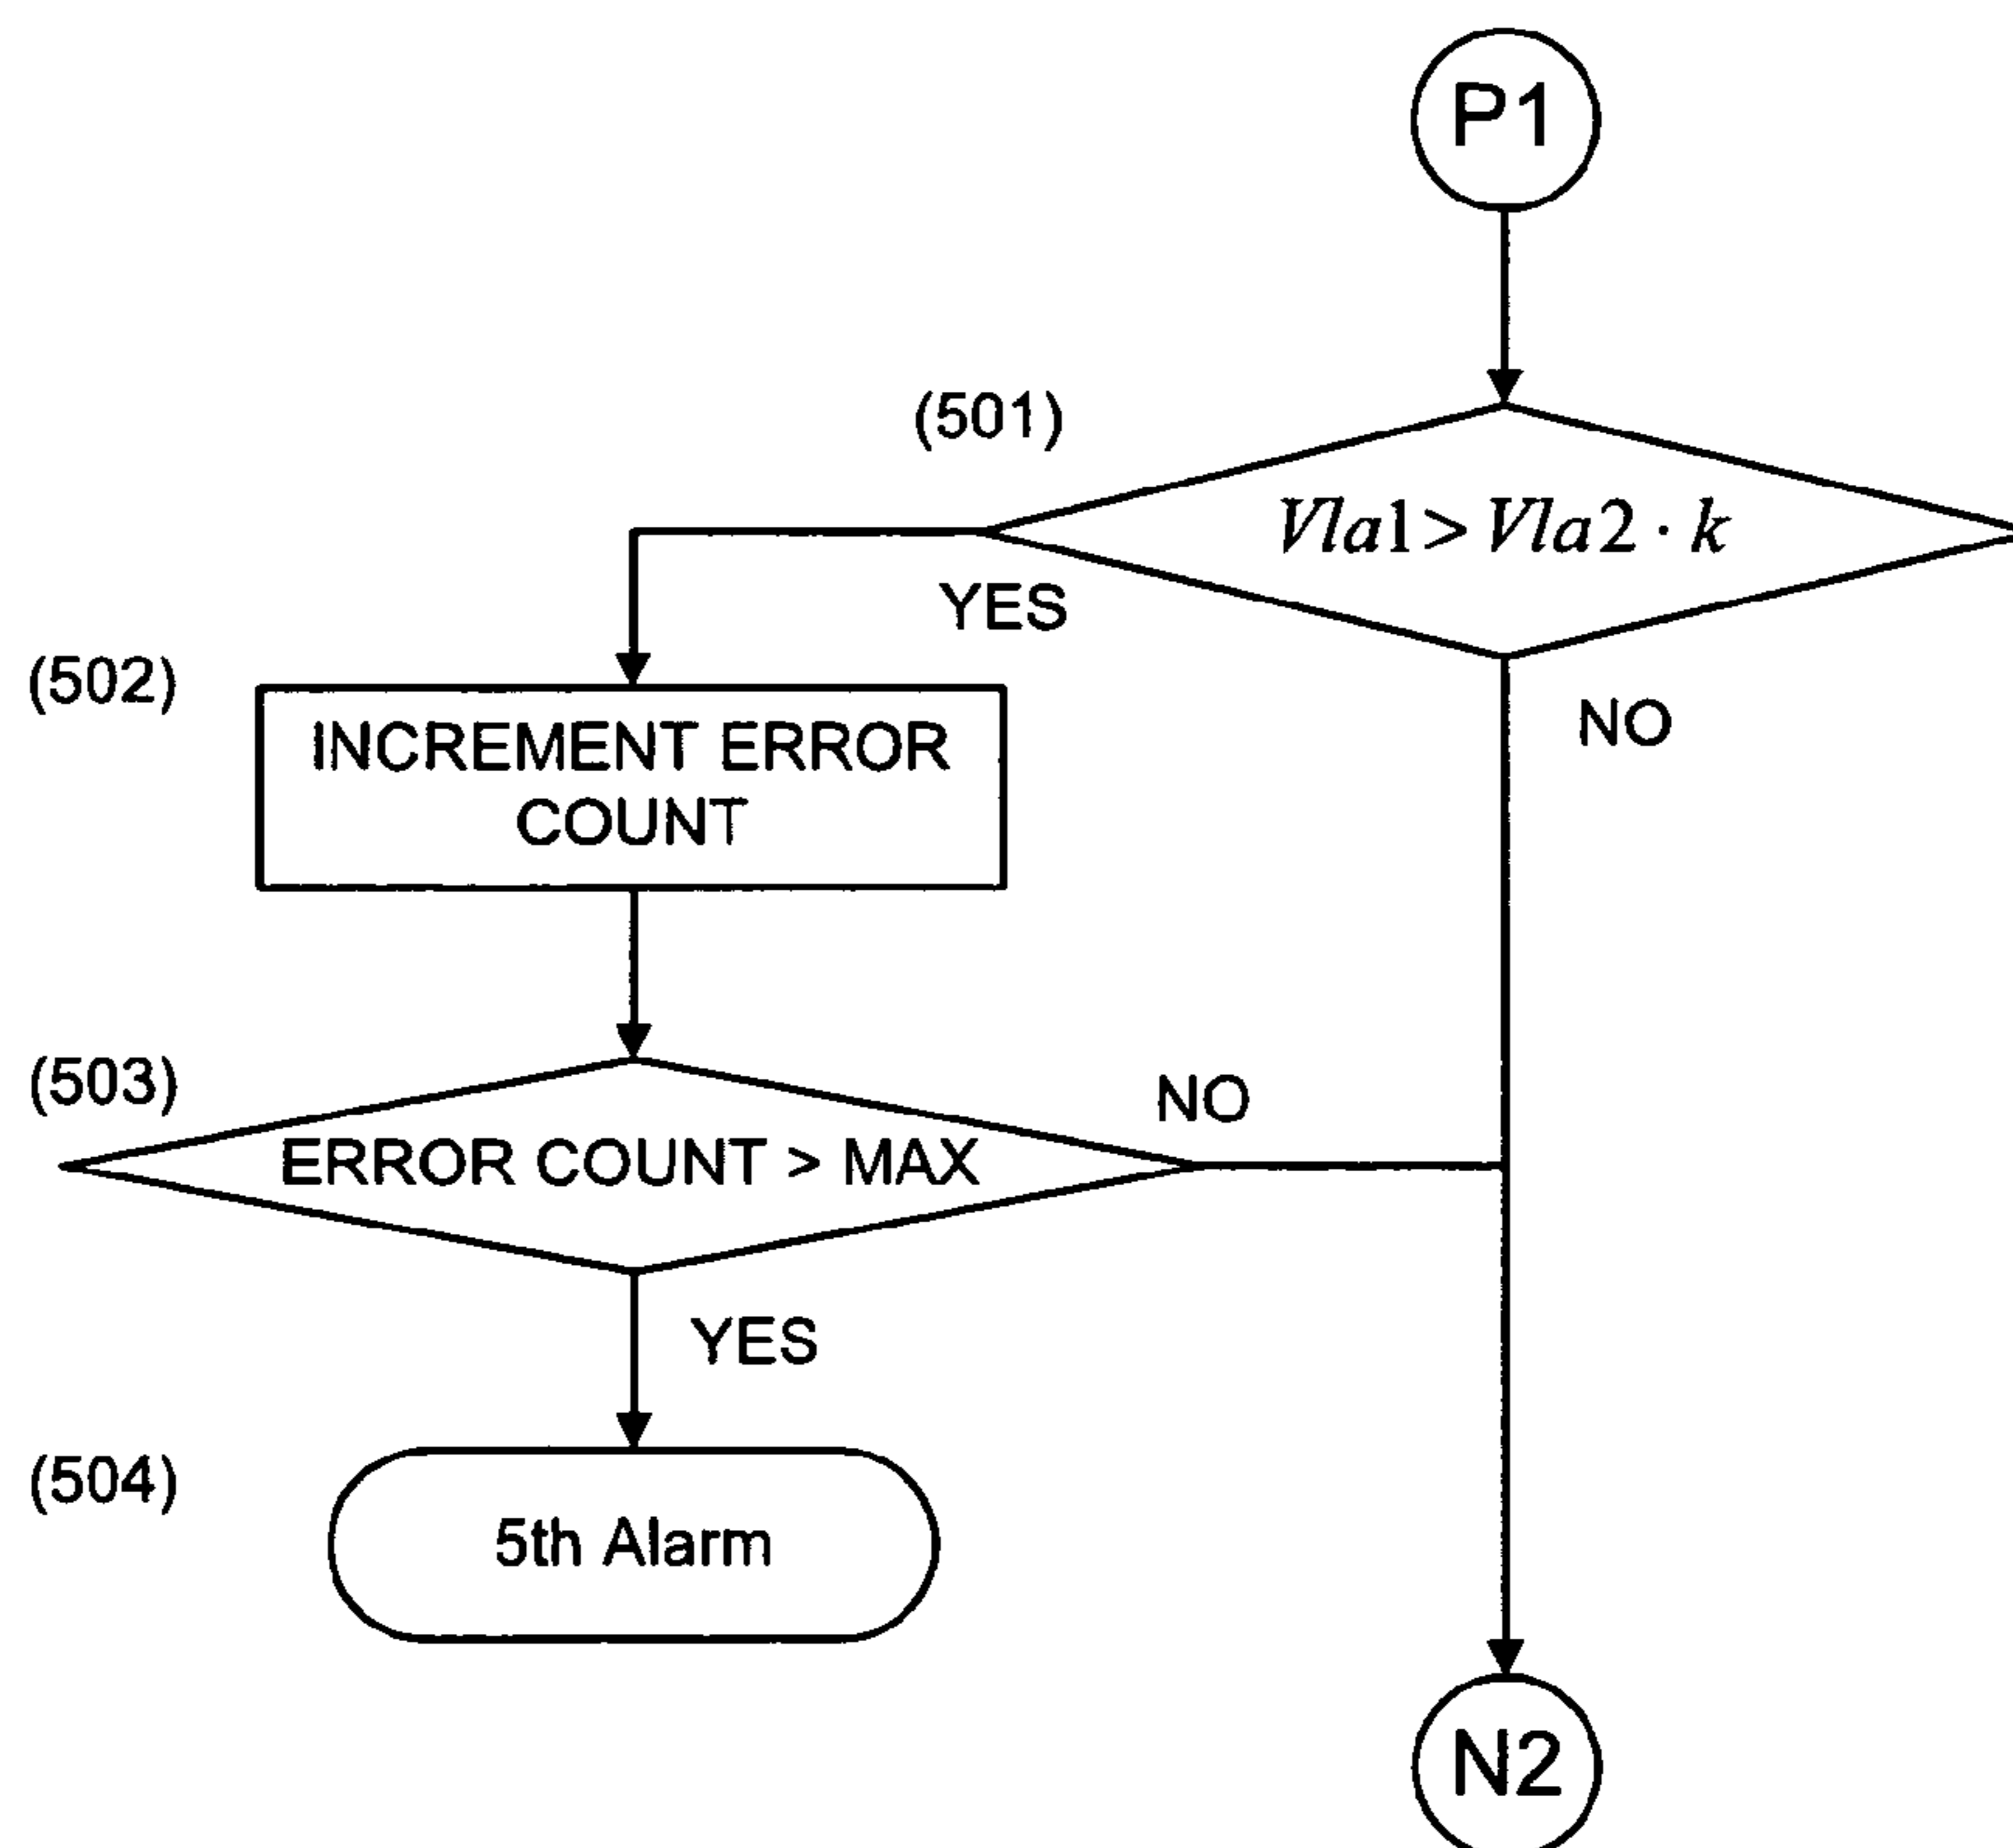 P1
(501)
Vla1 > Vla2 · k
YES
(502)
INCREMENT ERROR
COUNT
NO
(503)
NO
ERROR COUNT > MAX
YES
(504)
5th Alarm
N2